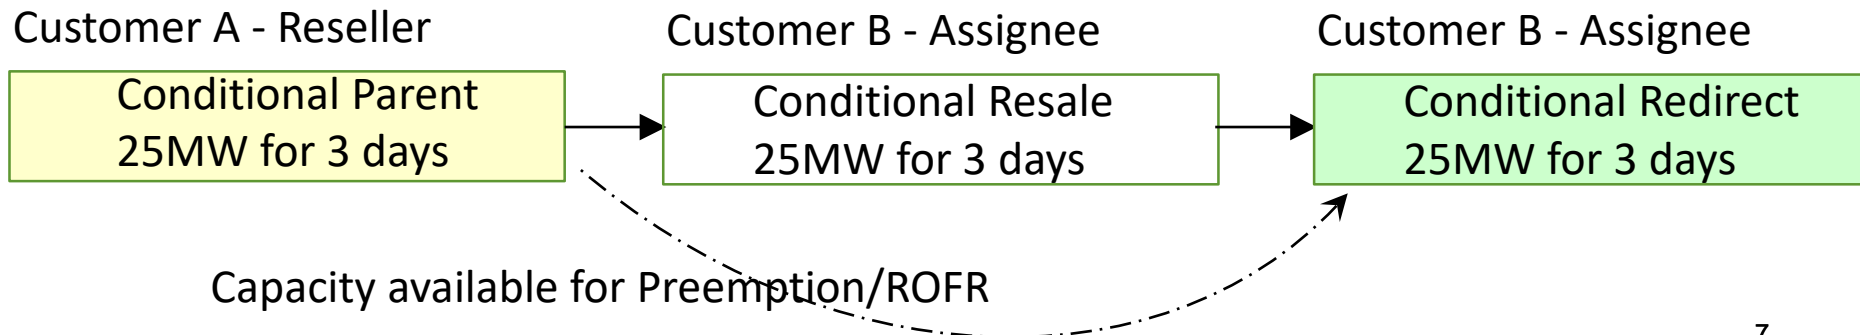 Customer A - Reseller
Conditional Parent
25MW for 3 days
Customer B - Assignee
Conditional Resale
25MW for 3 days
Customer B - Assignee
Conditional Redirect
25MW for 3 days
Capacity available for Preemption/ROFR
7